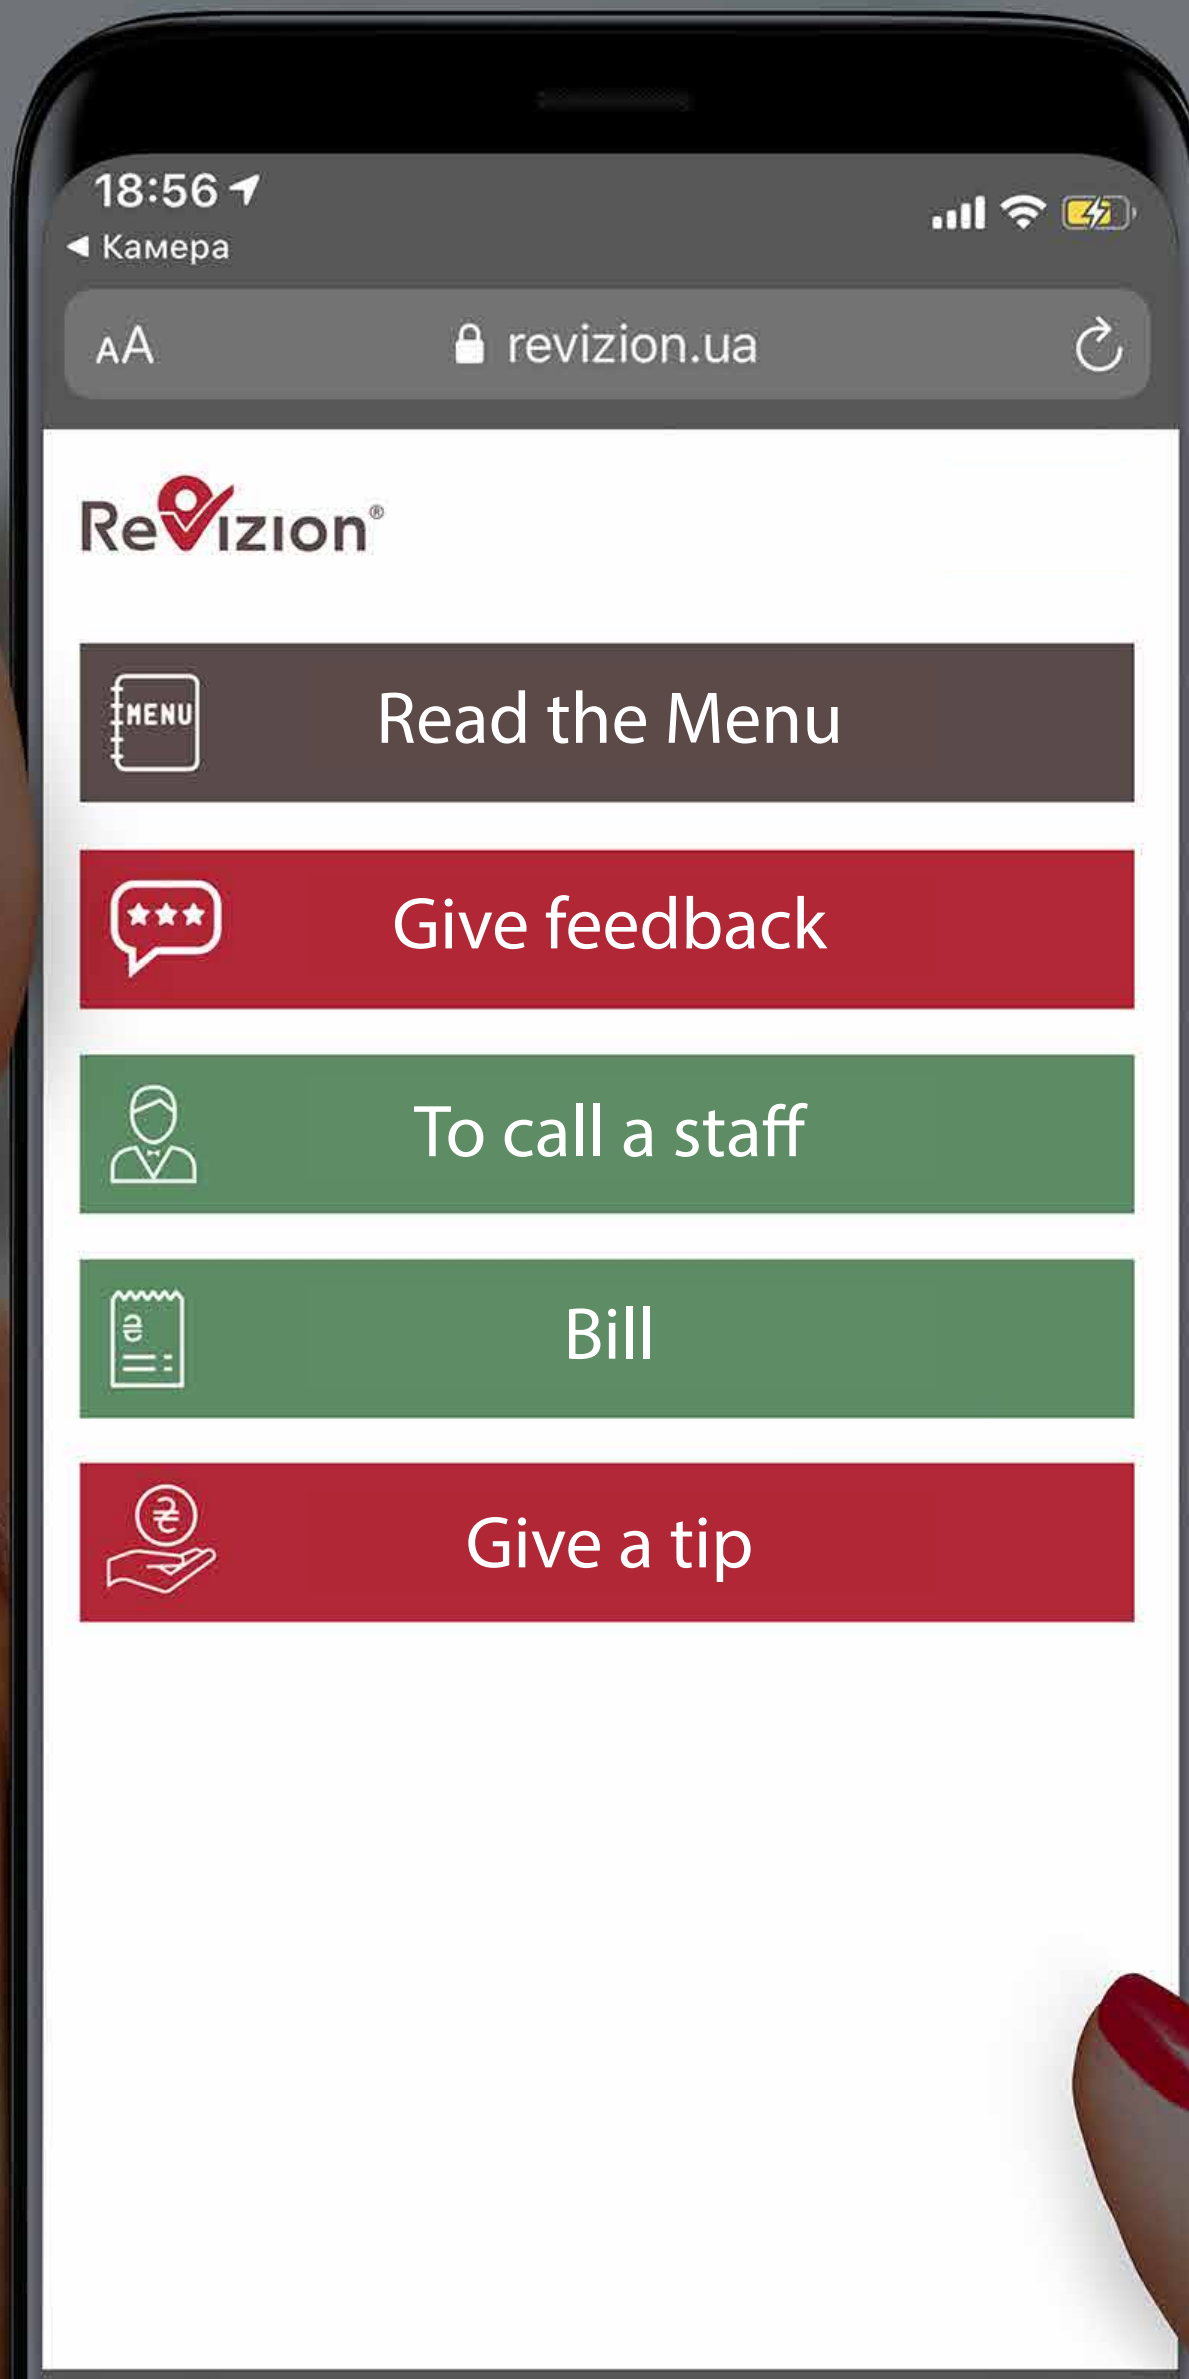 18:56
◀ Камера
AA revizion.ua
ReVizion®
MENU Read the Menu
Give feedback
To call a staff
₴ Bill
₴ Give a tip